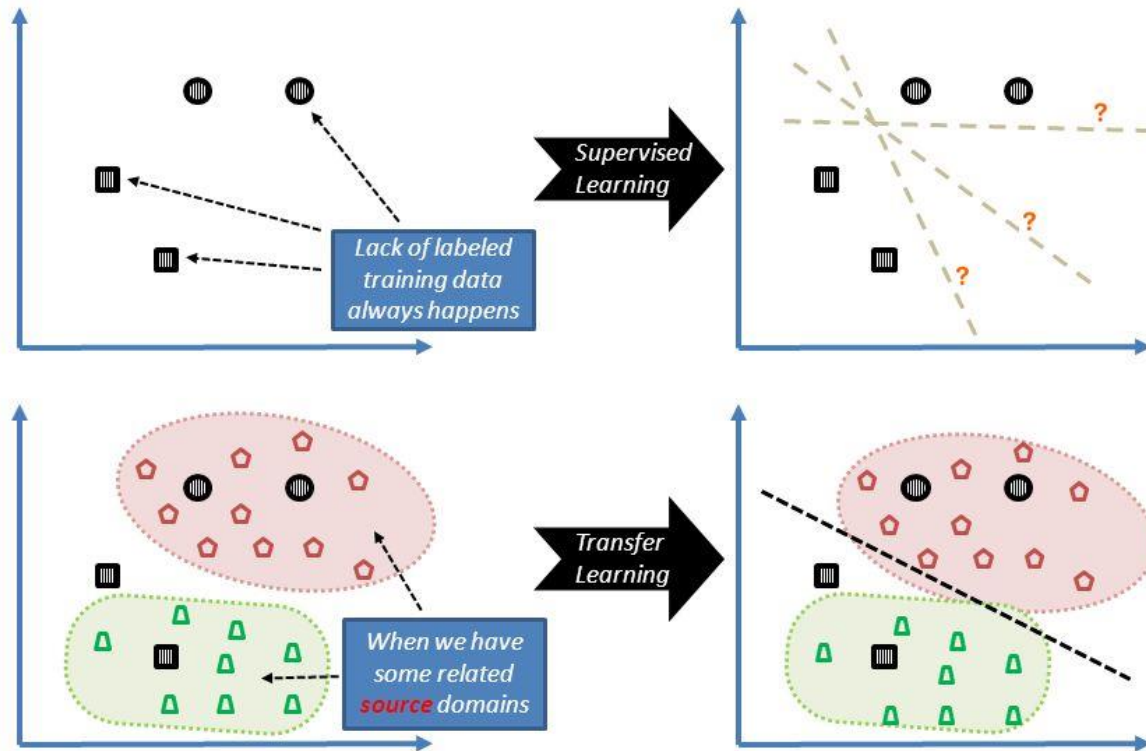 Supervised
Learning
?
?
?
Lack of labeled
training data
always happens
Transfer
Learning
When we have
some related
source domains